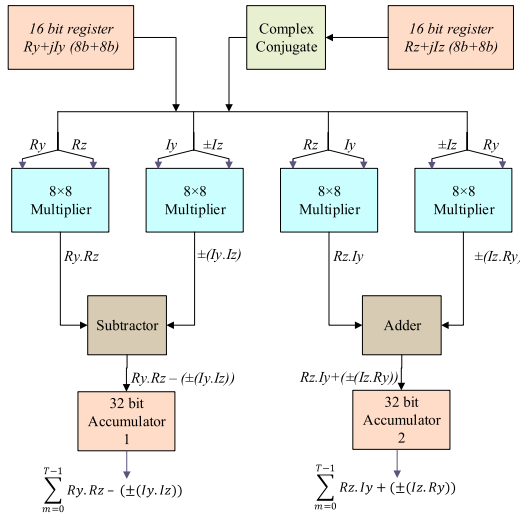 16 bit register
Ry+jIy (8b+8b)
Complex
Conjugate
16 bit register
Rz+jIz (8b+8b)
Ry
Rz
Iy
±Iz
Rz
Iy
±Iz
Ry
8×8
Multiplier
8×8
Multiplier
8×8
Multiplier
8×8
Multiplier
Ry.Rz
±(Iy.Iz)
Rz.Iy
±(Iz.Ry)
Subtractor
Adder
Ry.Rz – (±(Iy.Iz))
Rz.Iy+(±(Iz.Ry))
32 bit
Accumulator
1
32 bit
Accumulator
2
T−1
∑ Ry.Rz − (±(Iy.Iz))
m=0
T−1
∑ Rz.Iy + (±(Iz.Ry))
m=0